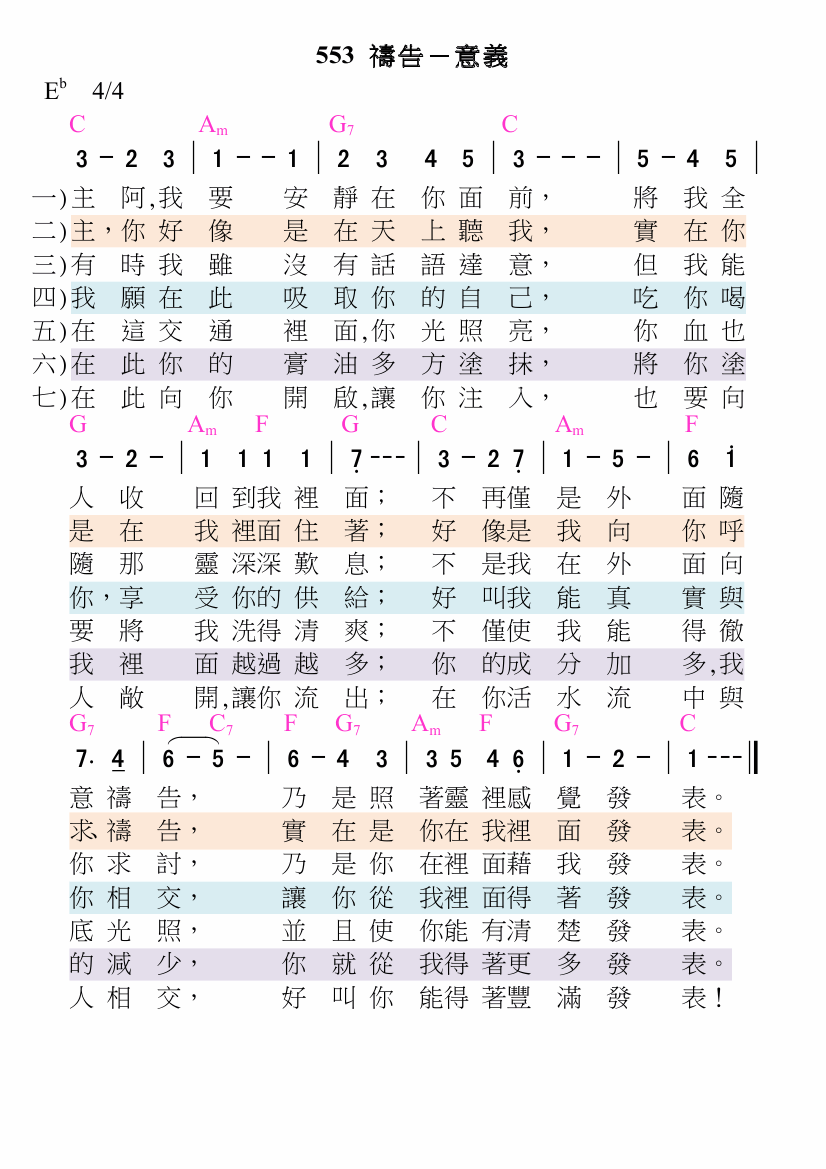 553 禱告－意義
E♭ 4/4
C Am G7 C
3 - 2 3 | 1 - - 1 | 2 3 4 5 | 3 - - - | 5 - 4 5 |
一)主 阿,我 要 安 靜 在 你 面 前， 將 我 全
二)主，你 好 像 是 在 天 上 聽 我， 實 在 你
三)有 時 我 雖 沒 有 話 語 達 意， 但 我 能
四)我 願 在 此 吸 取 你 的 自 己， 吃 你 喝
五)在 這 交 通 裡 面,你 光 照 亮， 你 血 也
六)在 此 你 的 膏 油 多 方 塗 抹， 將 你 塗
七)在 此 向 你 開 啟,讓 你 注 入， 也 要 向
G Am F G C Am F
3 - 2 - | 1 1 1 1 | 7̣ - - - | 3 - 2 7̣ | 1 - 5 - | 6 1̇
人 收 回 到我 裡 面； 不 再僅 是 外 面 隨
是 在 我 裡面 住 著； 好 像是 我 向 你 呼
隨 那 靈 深深 歎 息； 不 是我 在 外 面 向
你，享 受 你的 供 給； 好 叫我 能 真 實 與
要 將 我 洗得 清 爽； 不 僅使 我 能 得 徹
我 裡 面 越過 越 多； 你 的成 分 加 多,我
人 敞 開,讓你 流 出； 在 你活 水 流 中 與
G7 F C7 F G7 Am F G7 C
7. 4 | 6 - 5 - | 6 - 4 3 | 3 5 4 6̣ | 1 - 2 - | 1 - - - ‖
意 禱 告， 乃 是 照 著靈 裡感 覺 發 表。
求、禱 告， 實 在 是 你在 我裡 面 發 表。
你 求 討， 乃 是 你 在裡 面藉 我 發 表。
你 相 交， 讓 你 從 我裡 面得 著 發 表。
底 光 照， 並 且 使 你能 有清 楚 發 表。
的 減 少， 你 就 從 我得 著更 多 發 表。
人 相 交， 好 叫 你 能得 著豐 滿 發 表！